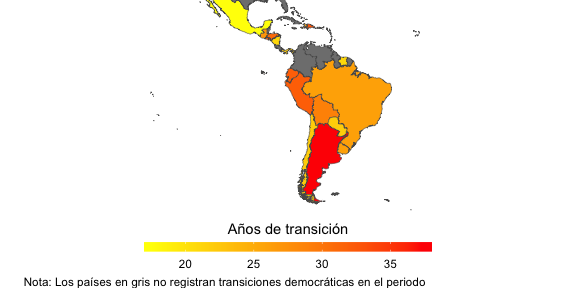 Años de transición
20 25 30 35
Nota: Los países en gris no registran transiciones democráticas en el periodo